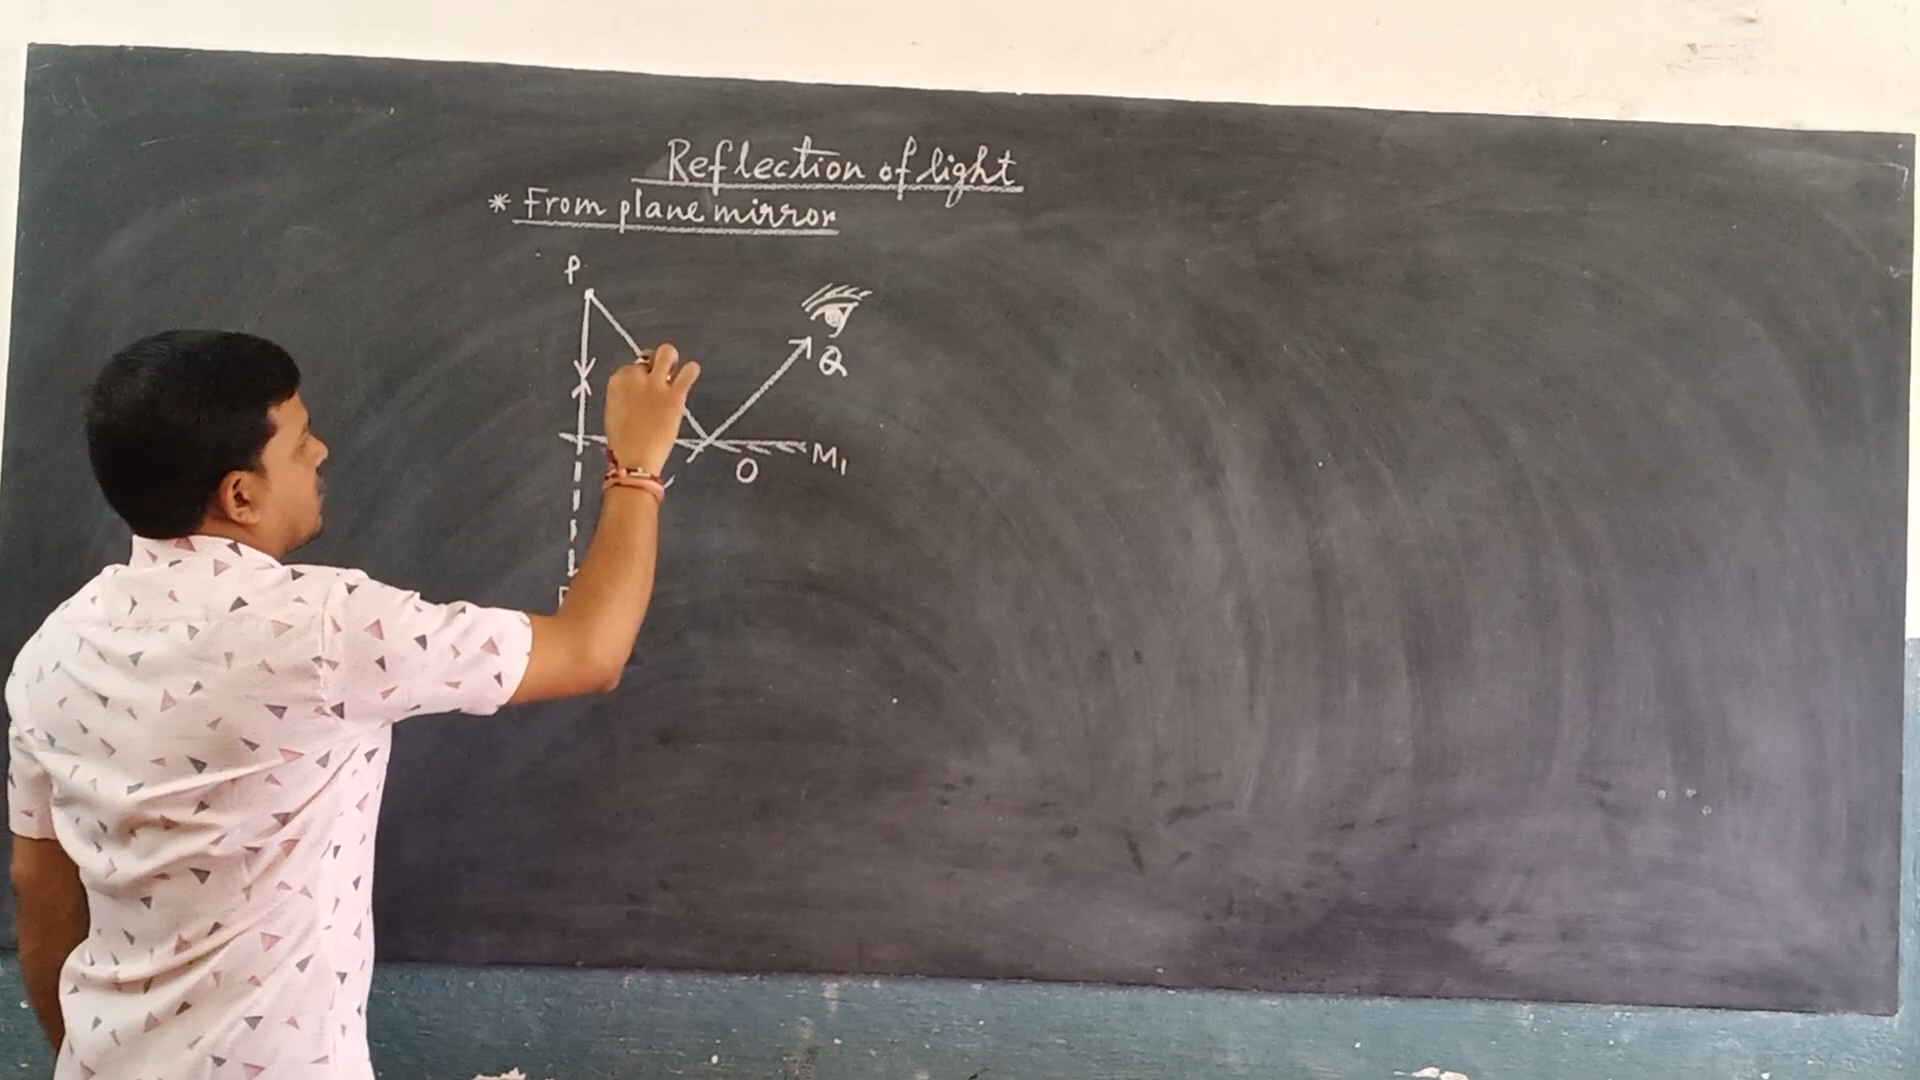 Reflection of light
* From plane mirror
P
Q
M₁
O